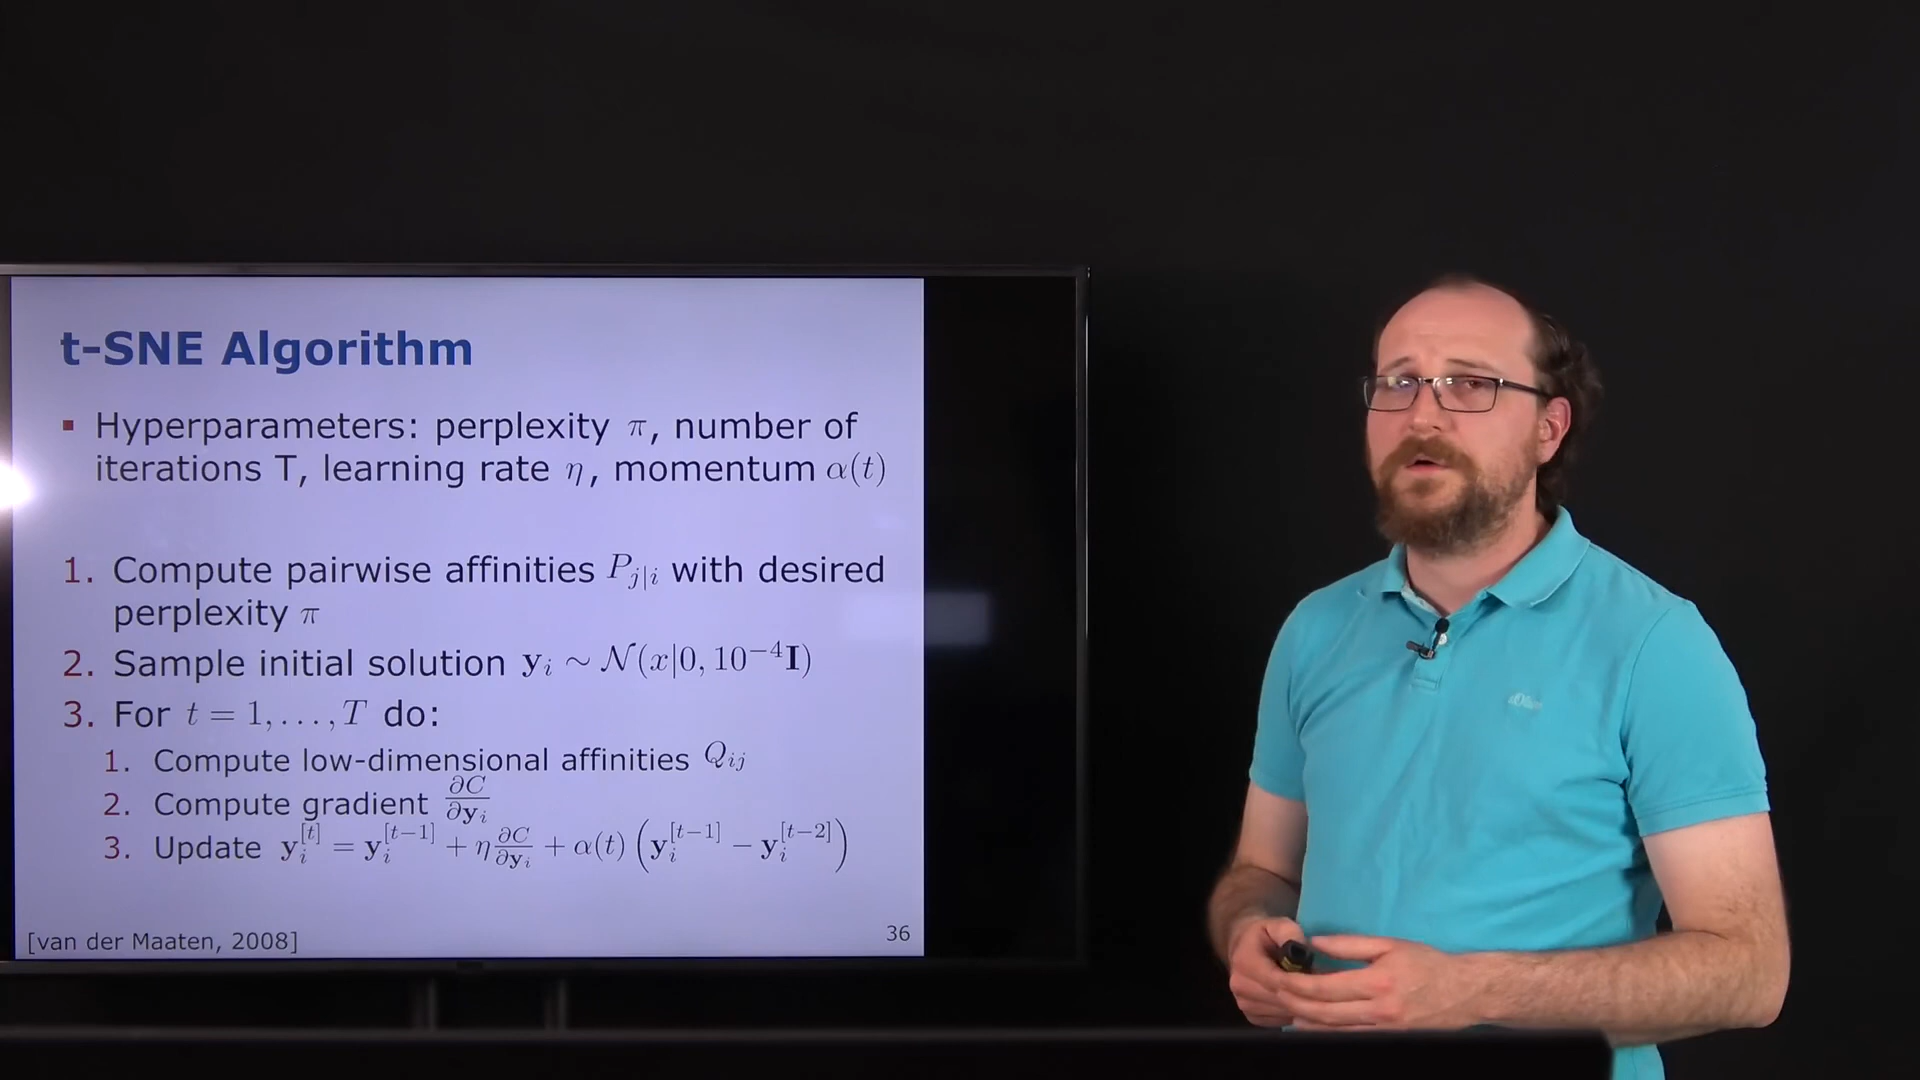 t-SNE Algorithm
▪ Hyperparameters: perplexity π, number of
iterations T, learning rate η, momentum α(t)
1. Compute pairwise affinities P_{j|i} with desired
perplexity π
2. Sample initial solution y_i ∼ N(x|0, 10^{−4}I)
3. For t = 1, . . . , T do:
1. Compute low-dimensional affinities Q_{ij}
2. Compute gradient ∂C/∂y_i
3. Update y_i^{[t]} = y_i^{[t−1]} + η ∂C/∂y_i + α(t) (y_i^{[t−1]} − y_i^{[t−2]})
[van der Maaten, 2008]
36